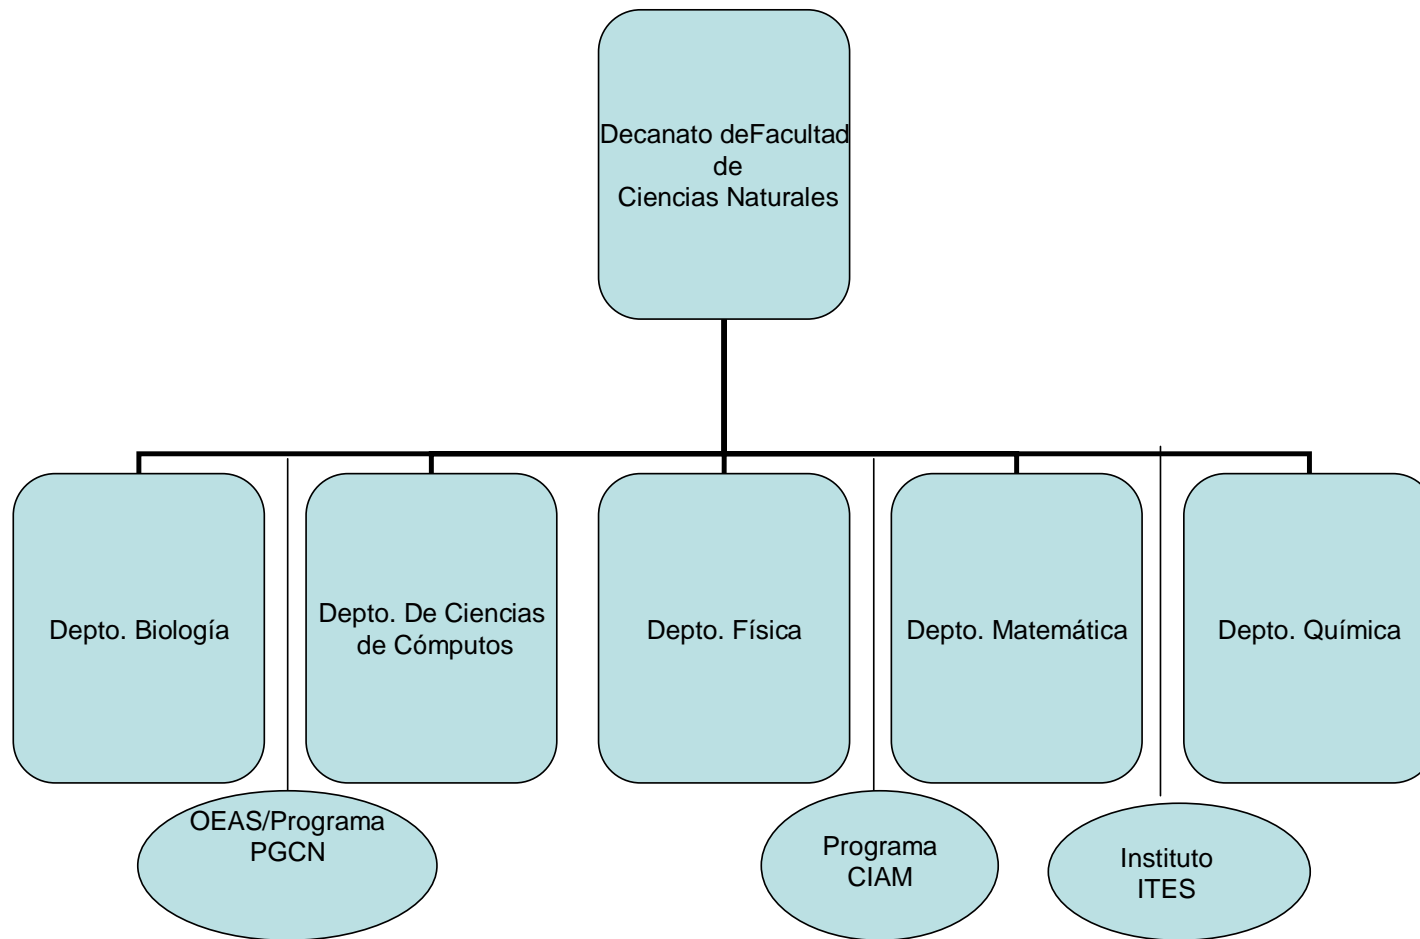 Decanato deFacultad
de
Ciencias Naturales
Depto. Biología
Depto. De Ciencias
de Cómputos
Depto. Física
Depto. Matemática
Depto. Química
OEAS/Programa
PGCN
Programa
CIAM
Instituto
ITES